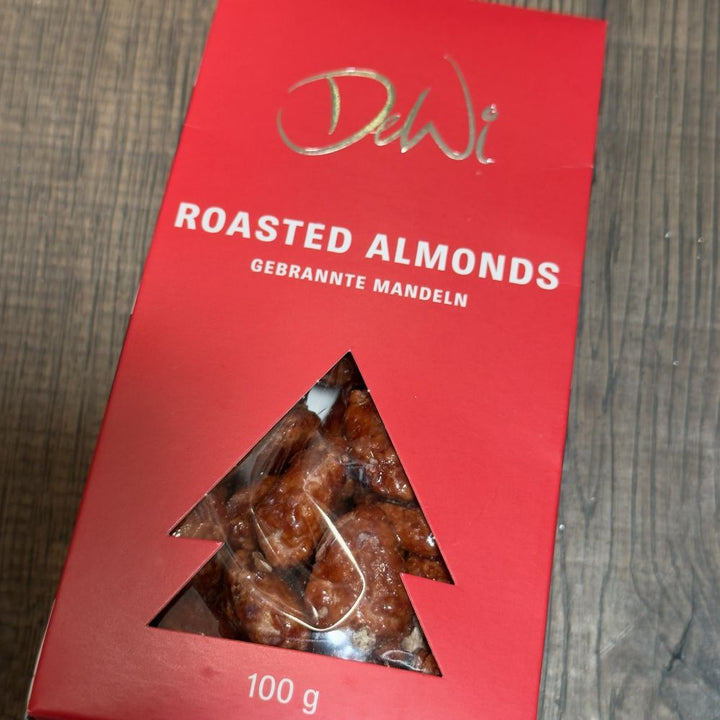 DeWi
ROASTED ALMONDS
GEBRANNTE MANDELN
100 g